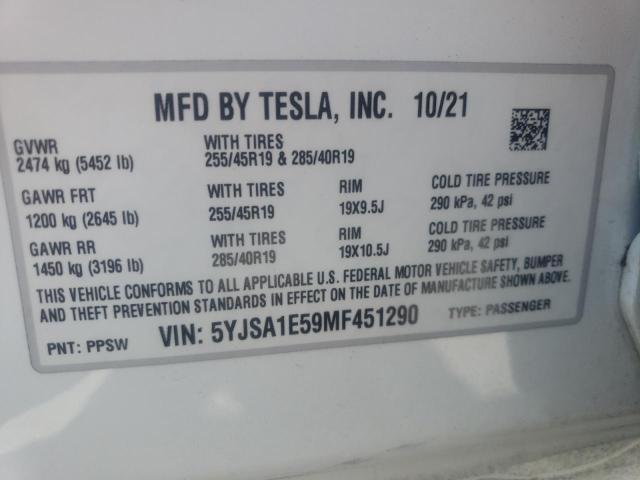 MFD BY TESLA, INC. 10/21
GVWR
2474 kg (5452 lb)
WITH TIRES
255/45R19 & 285/40R19
GAWR FRT
1200 kg (2645 lb)
WITH TIRES
255/45R19
RIM
19X9.5J
COLD TIRE PRESSURE
290 kPa, 42 psi
GAWR RR
1450 kg (3196 lb)
WITH TIRES
285/40R19
RIM
19X10.5J
COLD TIRE PRESSURE
290 kPa, 42 psi
THIS VEHICLE CONFORMS TO ALL APPLICABLE U.S. FEDERAL MOTOR VEHICLE SAFETY, BUMPER
AND THEFT PREVENTION STANDARDS IN EFFECT ON THE DATE OF MANUFACTURE SHOWN ABOVE.
PNT: PPSW VIN: 5YJSA1E59MF451290 TYPE: PASSENGER